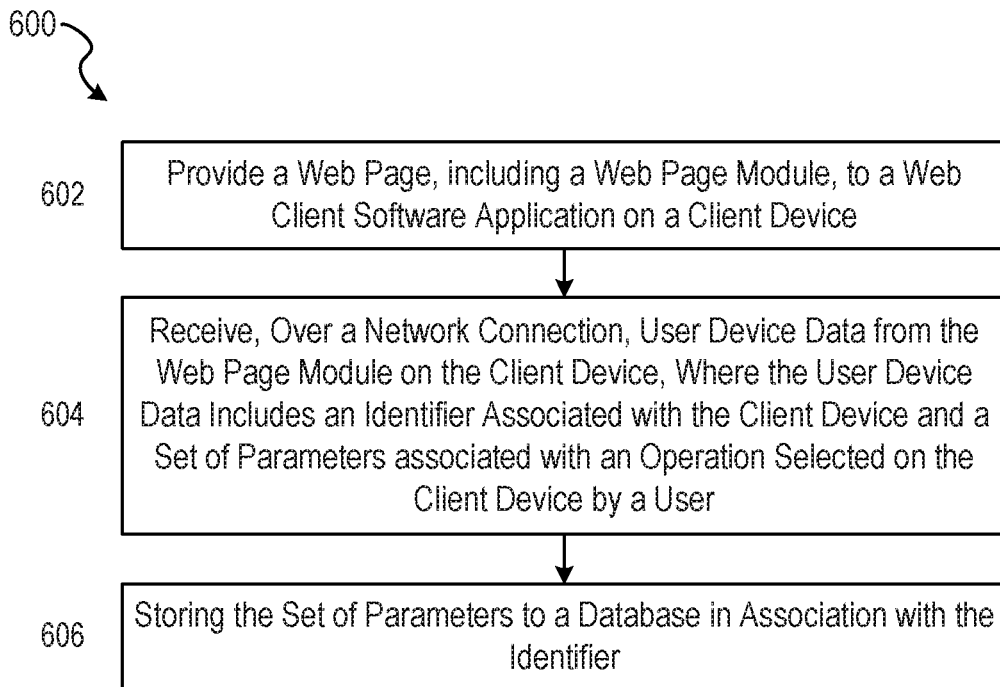 600
602
Provide a Web Page, including a Web Page Module, to a Web
Client Software Application on a Client Device
604
Receive, Over a Network Connection, User Device Data from the
Web Page Module on the Client Device, Where the User Device
Data Includes an Identifier Associated with the Client Device and a
Set of Parameters associated with an Operation Selected on the
Client Device by a User
606
Storing the Set of Parameters to a Database in Association with the
Identifier